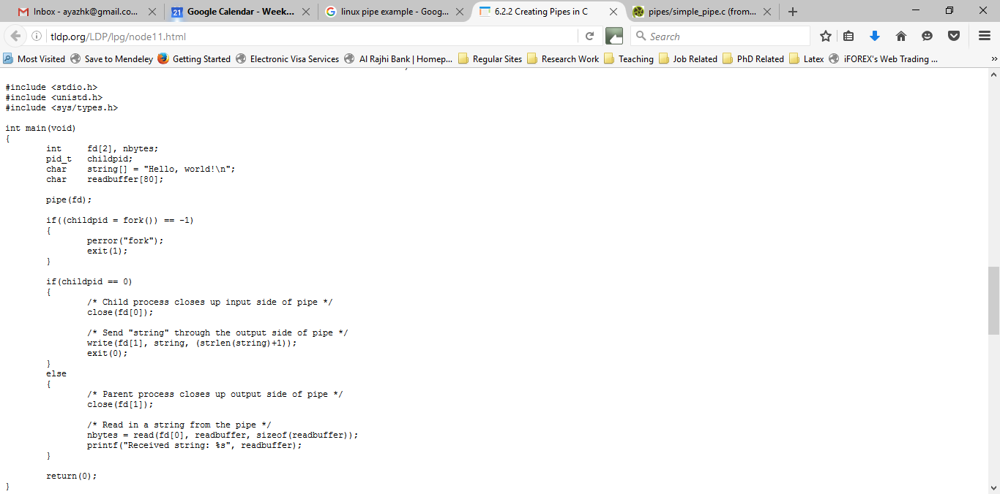 Inbox - ayazhk@gmail.co...
21 Google Calendar - Week...
linux pipe example - Goog...
6.2.2 Creating Pipes in C
pipes/simple_pipe.c (from...
tldp.org/LDP/lpg/node11.html
Search
Most Visited Save to Mendeley Getting Started Electronic Visa Services Al Rajhi Bank | Homep... Regular Sites Research Work Teaching Job Related PhD Related Latex iFOREX's Web Trading ... »
#include <stdio.h>
#include <unistd.h>
#include <sys/types.h>

int main(void)
{
        int     fd[2], nbytes;
        pid_t   childpid;
        char    string[] = "Hello, world!\n";
        char    readbuffer[80];

        pipe(fd);

        if((childpid = fork()) == -1)
        {
                perror("fork");
                exit(1);
        }

        if(childpid == 0)
        {
                /* Child process closes up input side of pipe */
                close(fd[0]);

                /* Send "string" through the output side of pipe */
                write(fd[1], string, (strlen(string)+1));
                exit(0);
        }
        else
        {
                /* Parent process closes up output side of pipe */
                close(fd[1]);

                /* Read in a string from the pipe */
                nbytes = read(fd[0], readbuffer, sizeof(readbuffer));
                printf("Received string: %s", readbuffer);
        }

        return(0);
}